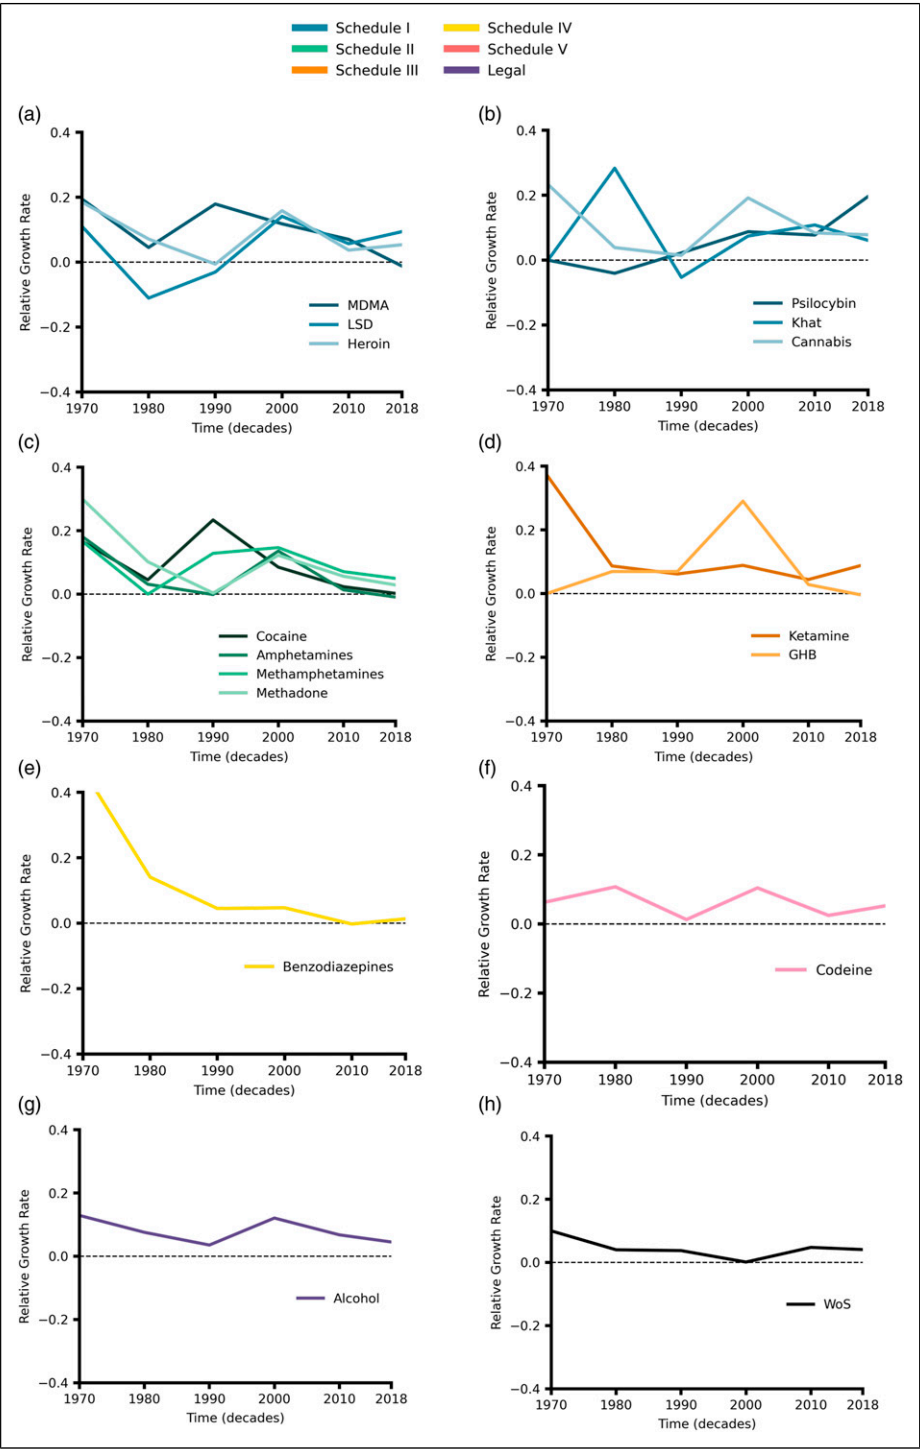 Schedule I
Schedule II
Schedule III
Schedule IV
Schedule V
Legal
(a)
Relative Growth Rate
0.4
0.2
0.0
−0.2
−0.4
MDMA
LSD
Heroin
1970 1980 1990 2000 2010 2018
Time (decades)
(b)
Relative Growth Rate
0.4
0.2
0.0
−0.2
−0.4
Psilocybin
Khat
Cannabis
1970 1980 1990 2000 2010 2018
Time (decades)
(c)
Relative Growth Rate
0.4
0.2
0.0
−0.2
−0.4
Cocaine
Amphetamines
Methamphetamines
Methadone
1970 1980 1990 2000 2010 2018
Time (decades)
(d)
Relative Growth Rate
0.4
0.2
0.0
−0.2
−0.4
Ketamine
GHB
1970 1980 1990 2000 2010 2018
Time (decades)
(e)
Relative Growth Rate
0.4
0.2
0.0
−0.2
−0.4
Benzodiazepines
1970 1980 1990 2000 2010 2018
Time (decades)
(f)
Relative Growth Rate
0.4
0.2
0.0
−0.2
−0.4
Codeine
1970 1980 1990 2000 2010 2018
Time (decades)
(g)
Relative Growth Rate
0.4
0.2
0.0
−0.2
−0.4
Alcohol
1970 1980 1990 2000 2010 2018
Time (decades)
(h)
Relative Growth Rate
0.4
0.2
0.0
−0.2
−0.4
WoS
1970 1980 1990 2000 2010 2018
Time (decades)